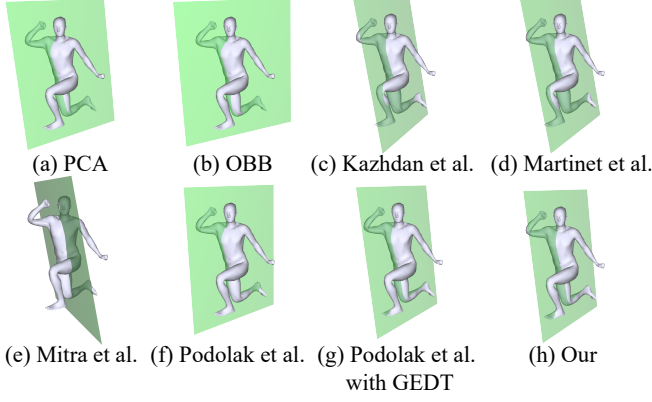 (a) PCA (b) OBB (c) Kazhdan et al. (d) Martinet et al.
(e) Mitra et al. (f) Podolak et al. (g) Podolak et al. (h) Our
with GEDT